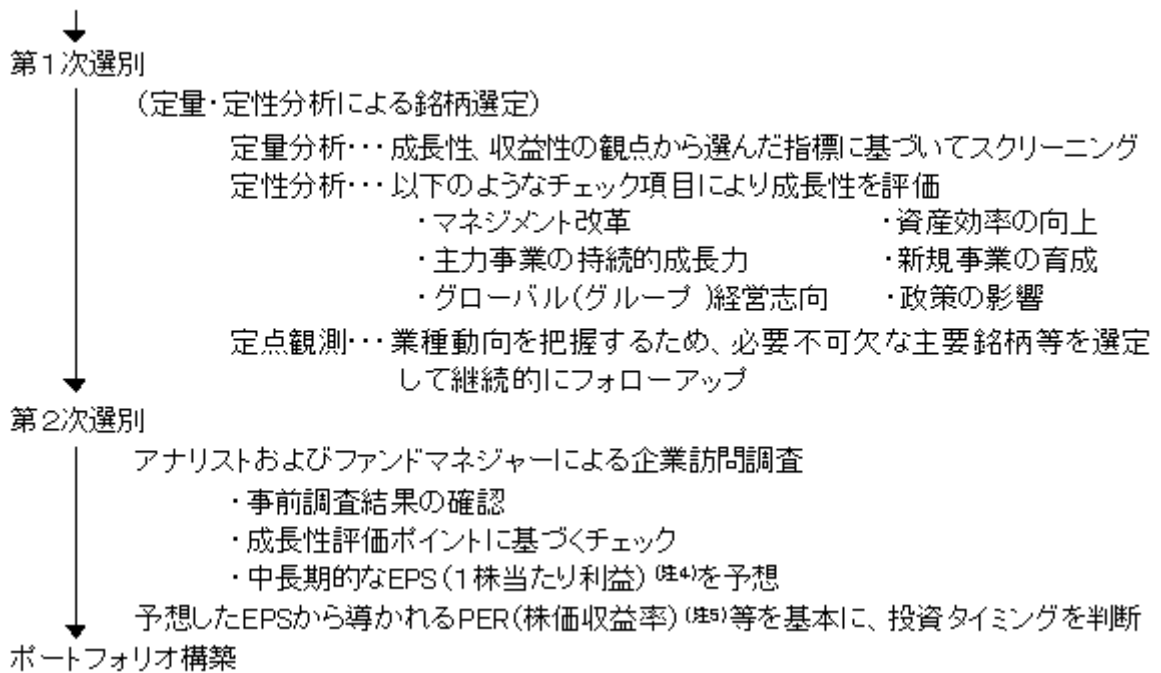 第1次選別
(定量・定性分析による銘柄選定)
定量分析・・・成長性、収益性の観点から選んだ指標に基づいてスクリーニング
定性分析・・・以下のようなチェック項目により成長性を評価
・マネジメント改革 ・資産効率の向上
・主力事業の持続的成長力 ・新規事業の育成
・グローバル(グループ )経営志向 ・政策の影響
定点観測・・・業種動向を把握するため、必要不可欠な主要銘柄等を選定
して継続的にフォローアップ
第2次選別
アナリストおよびファンドマネジャーによる企業訪問調査
・事前調査結果の確認
・成長性評価ポイントに基づくチェック
・中長期的なEPS(1株当たり利益)(注4)を予想
予想したEPSから導かれるPER(株価収益率)(注5)等を基本に、投資タイミングを判断
ポートフォリオ構築